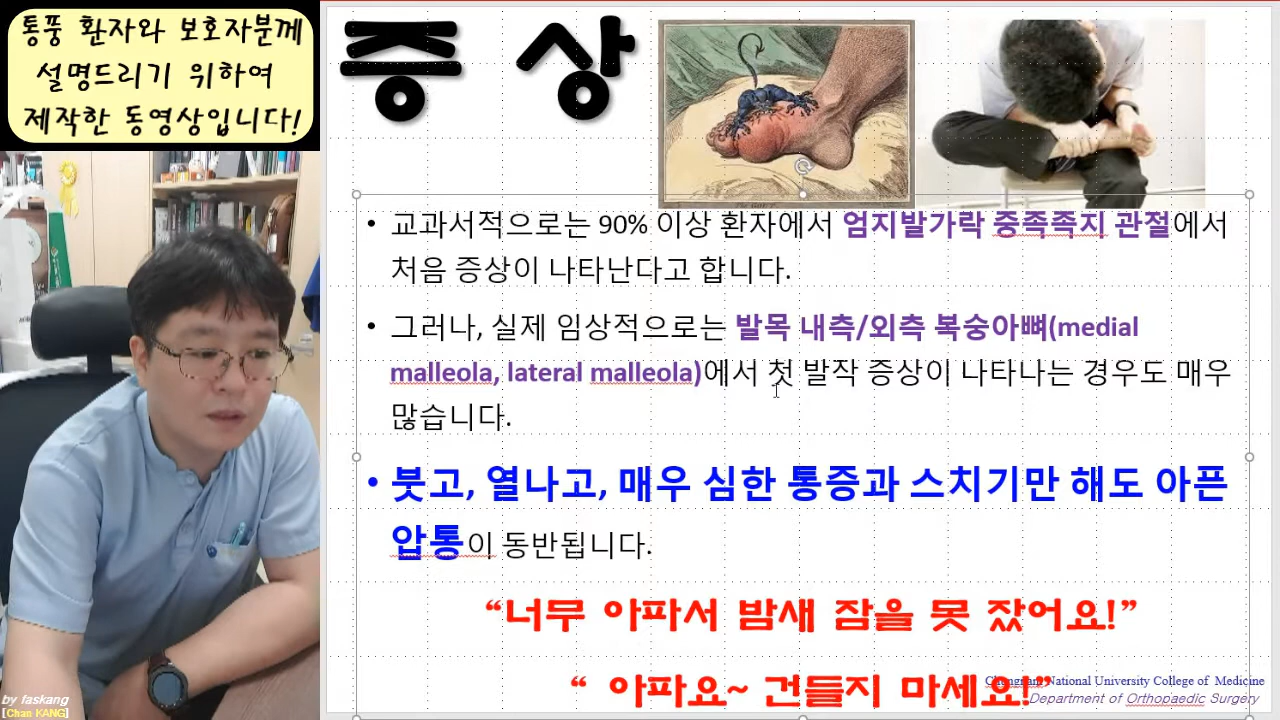 통풍 환자와 보호자분께
설명드리기 위하여
제작한 동영상입니다!
증 상
• 교과서적으로는 90% 이상 환자에서 엄지발가락 중족족지 관절에서
처음 증상이 나타난다고 합니다.
• 그러나, 실제 임상적으로는 발목 내측/외측 복숭아뼈(medial
malleola, lateral malleola)에서 첫 발작 증상이 나타나는 경우도 매우
많습니다.
• 붓고, 열나고, 매우 심한 통증과 스치기만 해도 아픈
압통이 동반됩니다.
“너무 아파서 밤새 잠을 못 잤어요!”
“ 아파요~ 건들지 마세요!”
Chungnam National University College of Medicine
Department of Orthopaedic Surgery
by faskang
[Chan KANG]